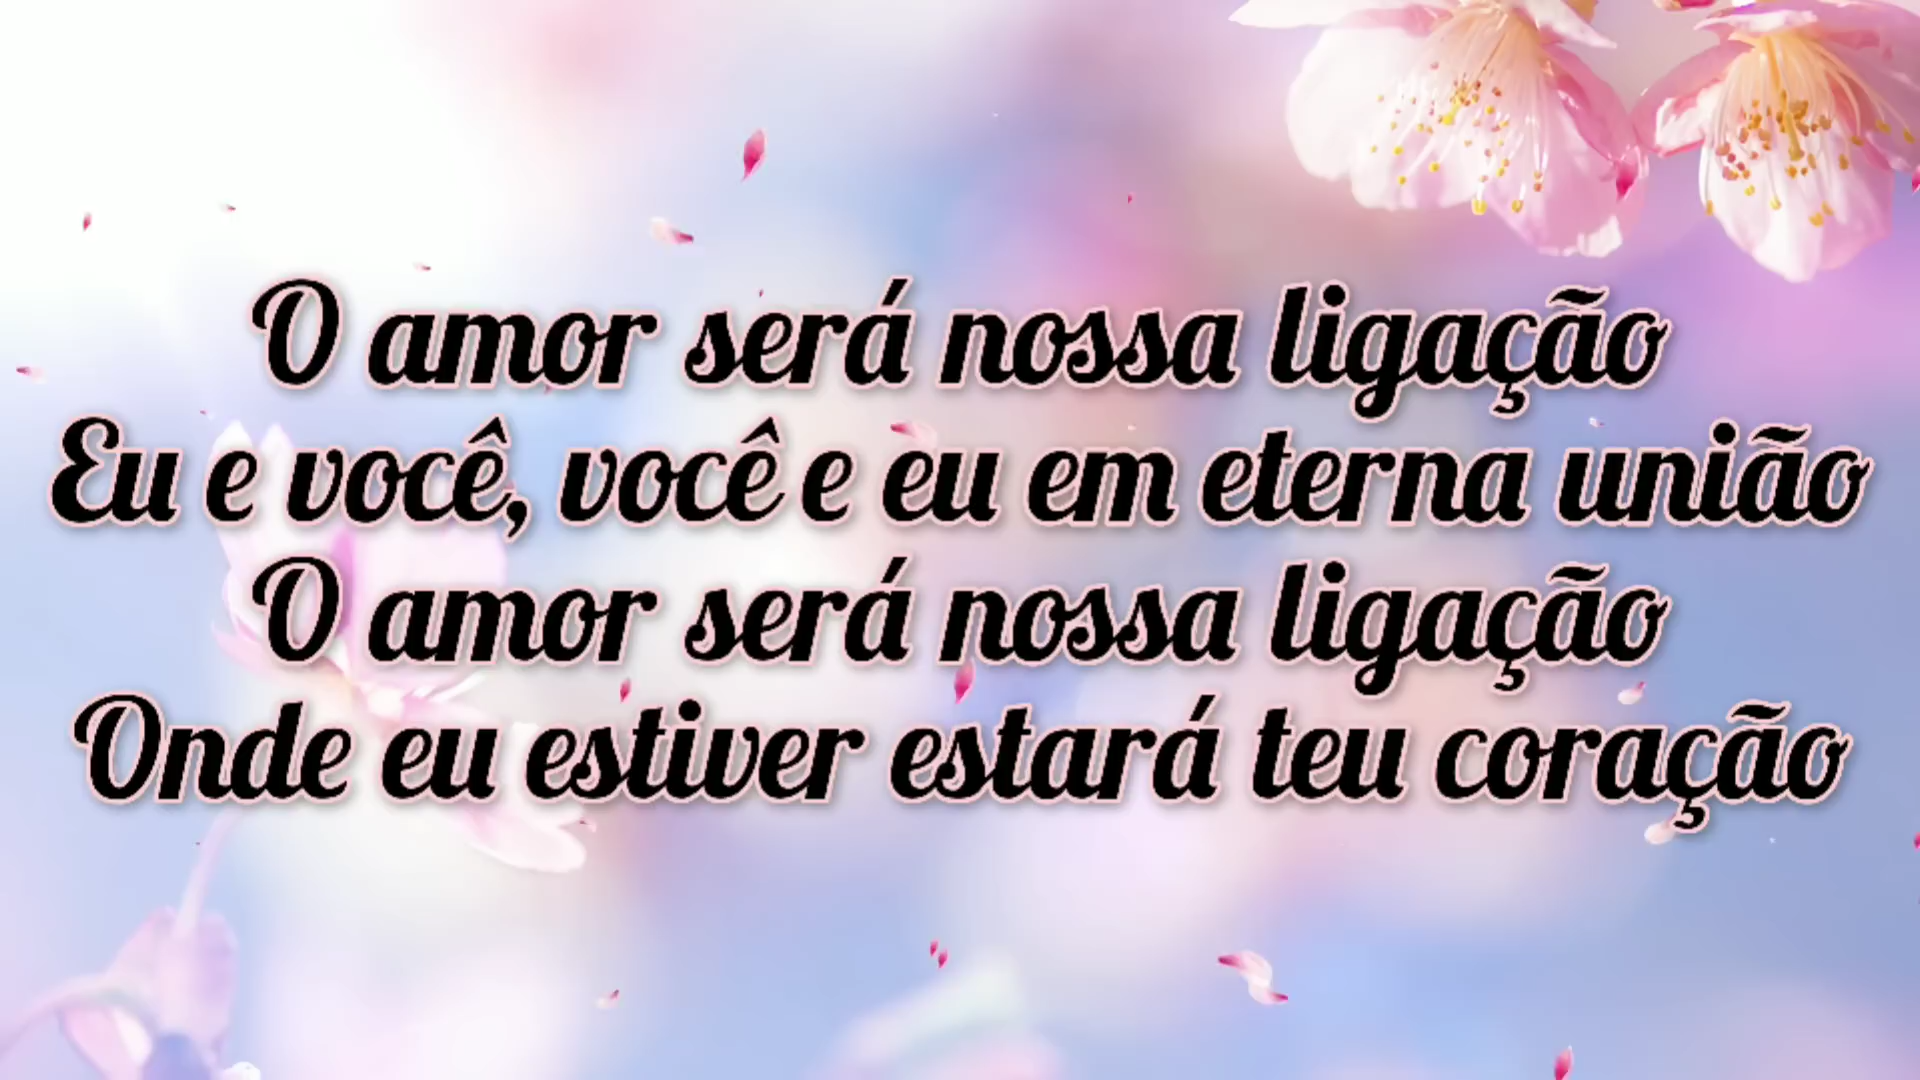 O amor será nossa ligação
Eu e você, você e eu em eterna união
O amor será nossa ligação
Onde eu estiver estará teu coração